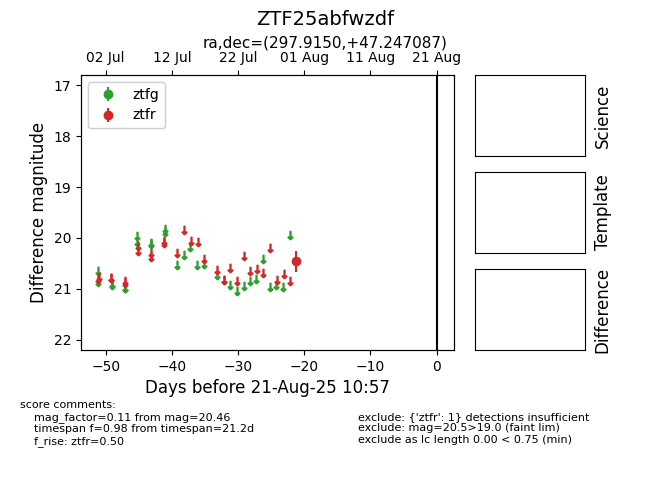 ZTF25abfwzdf
ra,dec=(297.9150,+47.247087)
02 Jul 12 Jul 22 Jul 01 Aug 11 Aug 21 Aug
ztfg
ztfr
17
18
19
20
21
22
Difference magnitude
−50 −40 −30 −20 −10 0
Days before 21-Aug-25 10:57
Science
Template
Difference
score comments:
mag_factor=0.11 from mag=20.46
timespan f=0.98 from timespan=21.2d
f_rise: ztfr=0.50
exclude: {'ztfr': 1} detections insufficient
exclude: mag=20.5>19.0 (faint lim)
exclude as lc length 0.00 < 0.75 (min)